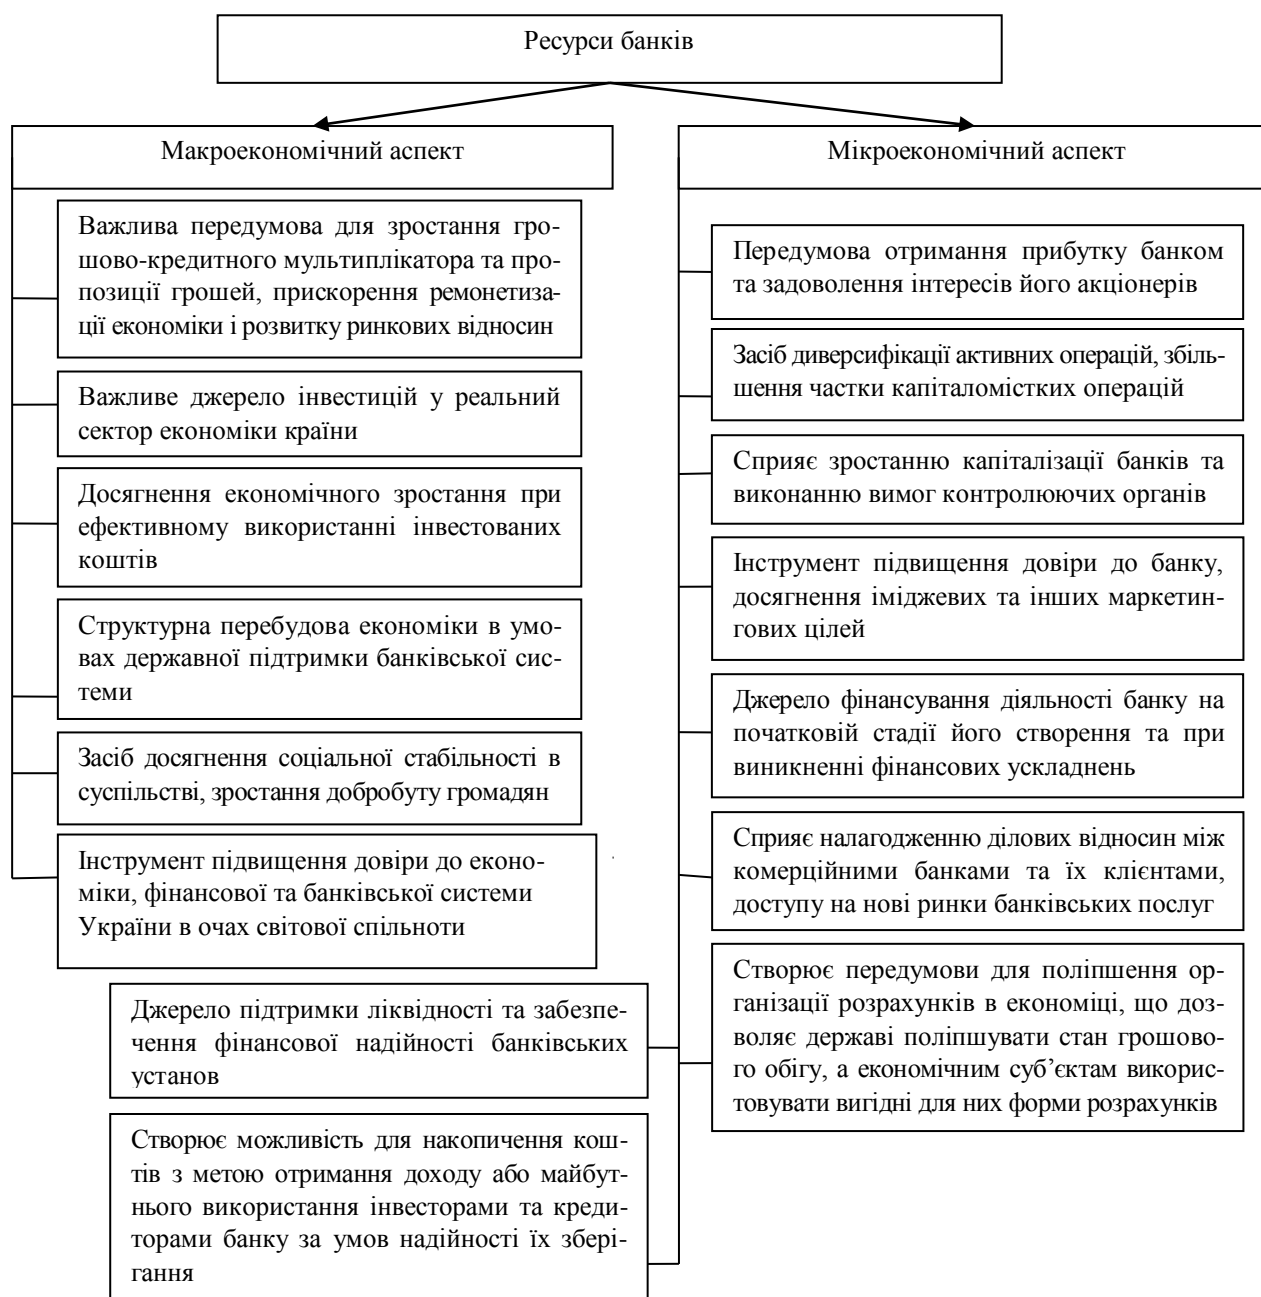 Ресурси банків
Макроекономічний аспект
Важлива передумова для зростання гро-
шово-кредитного мультиплікатора та про-
позиції грошей, прискорення ремонетиза-
ції економіки і розвитку ринкових відносин
Важливе джерело інвестицій у реальний
сектор економіки країни
Досягнення економічного зростання при
ефективному використанні інвестованих
коштів
Структурна перебудова економіки в умо-
вах державної підтримки банківської сис-
теми
Засіб досягнення соціальної стабільності в
суспільстві, зростання добробуту громадян
Інструмент підвищення довіри до еконо-
міки, фінансової та банківської системи
України в очах світової спільноти
Мікроекономічний аспект
Передумова отримання прибутку банком
та задоволення інтересів його акціонерів
Засіб диверсифікації активних операцій, збіль-
шення частки капіталомістких операцій
Сприяє зростанню капіталізації банків та
виконанню вимог контролюючих органів
Інструмент підвищення довіри до банку,
досягнення іміджевих та інших маркетин-
гових цілей
Джерело фінансування діяльності банку на
початковій стадії його створення та при
виникненні фінансових ускладнень
Сприяє налагодженню ділових відносин між
комерційними банками та їх клієнтами,
доступу на нові ринки банківських послуг
Створює передумови для поліпшення ор-
ганізації розрахунків в економіці, що доз-
воляє державі поліпшувати стан грошово-
го обігу, а економічним суб’єктам викорис-
товувати вигідні для них форми розрахунків
Джерело підтримки ліквідності та забезпе-
чення фінансової надійності банківських
установ
Створює можливість для накопичення кош-
тів з метою отримання доходу або майбут-
нього використання інвесторами та креди-
торами банку за умов надійності їх збері-
гання